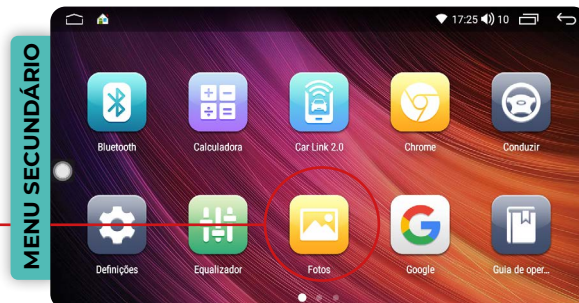 MENU SECUNDÁRIO
17:25 10
Bluetooth
Calculadora
Car Link 2.0
Chrome
Conduzir
Definições
Equalizador
Fotos
Google
Guia de oper...